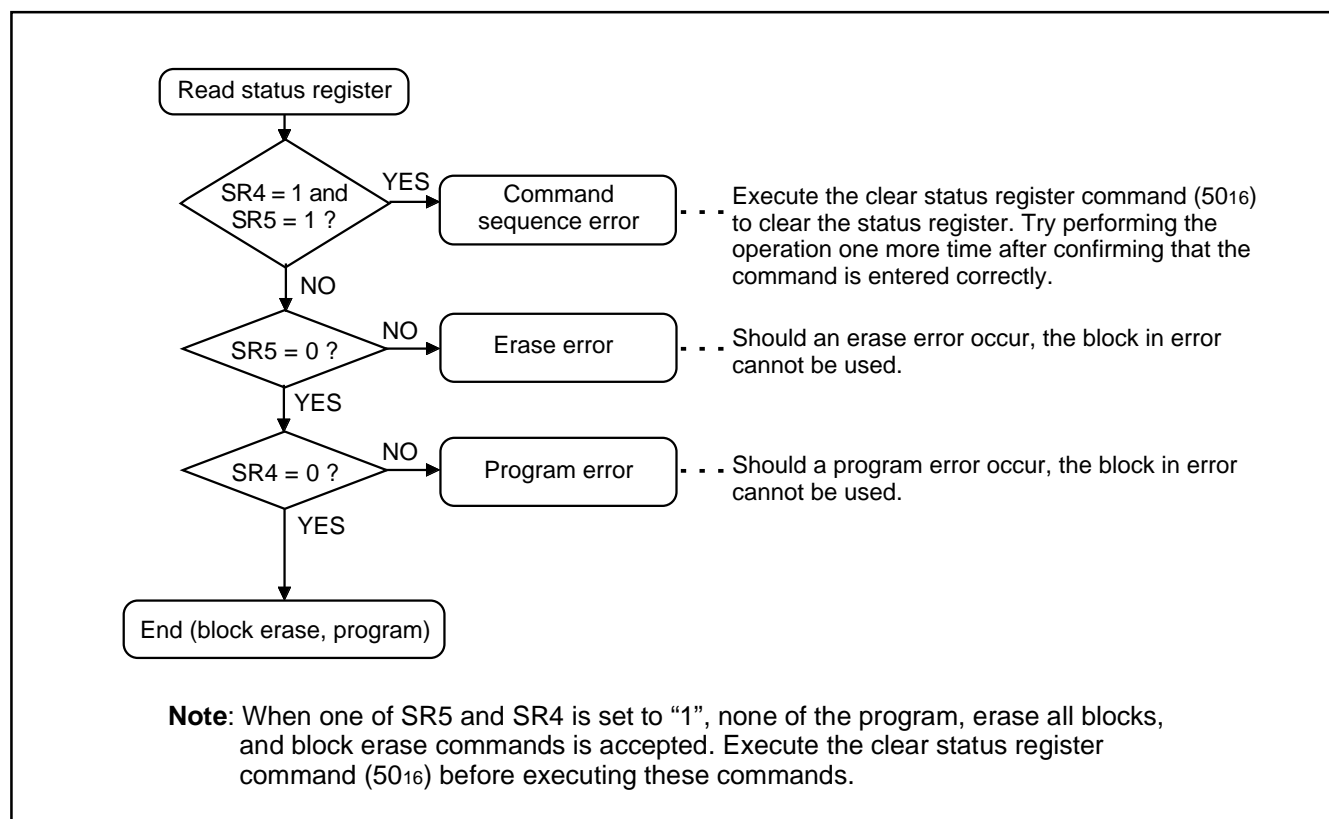 Read status register
SR4 = 1 and
SR5 = 1 ?
YES
Command
sequence error
Execute the clear status register command (5016)
to clear the status register. Try performing the
operation one more time after confirming that the
command is entered correctly.
NO
SR5 = 0 ?
NO
Erase error
Should an erase error occur, the block in error
cannot be used.
YES
SR4 = 0 ?
NO
Program error
Should a program error occur, the block in error
cannot be used.
YES
End (block erase, program)
Note: When one of SR5 and SR4 is set to “1”, none of the program, erase all blocks,
and block erase commands is accepted. Execute the clear status register
command (5016) before executing these commands.